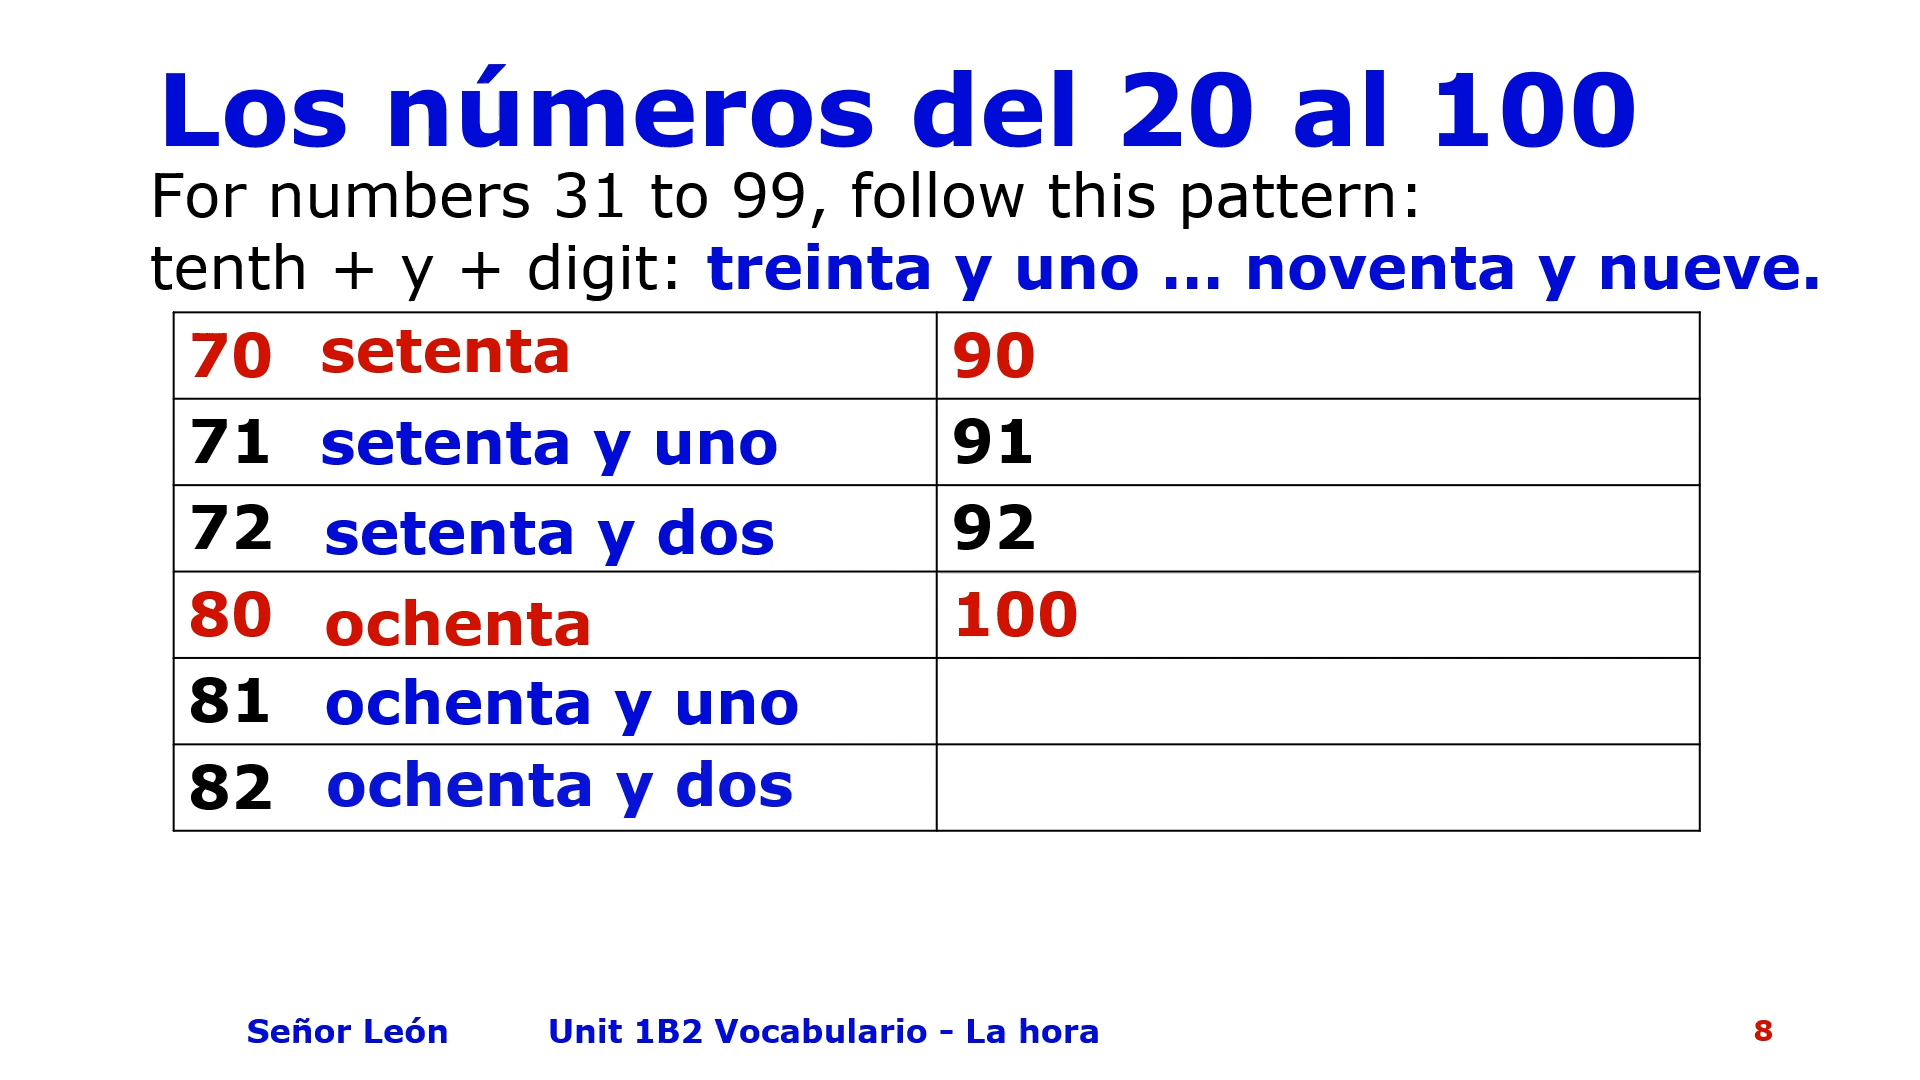 Los números del 20 al 100
For numbers 31 to 99, follow this pattern:
tenth + y + digit: treinta y uno … noventa y nueve.
70 setenta 90
71 setenta y uno 91
72 setenta y dos 92
80 ochenta 100
81 ochenta y uno
82 ochenta y dos
Señor León Unit 1B2 Vocabulario – La hora 8